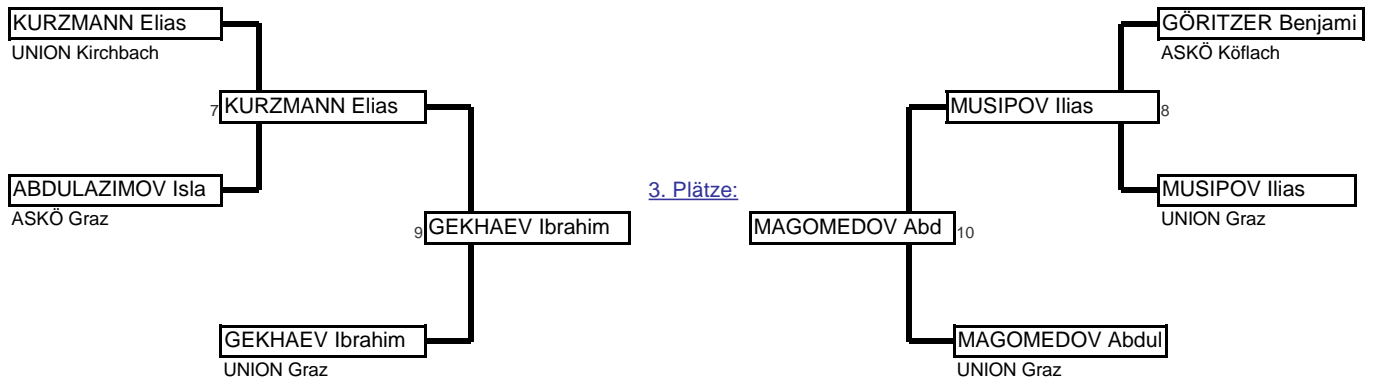 KURZMANN Elias
UNION Kirchbach
GÖRITZER Benjami
ASKÖ Köflach
7 KURZMANN Elias
MUSIPOV Ilias 8
ABDULAZIMOV Isla
ASKÖ Graz
3. Plätze:
MUSIPOV Ilias
UNION Graz
9 GEKHAEV Ibrahim
MAGOMEDOV Abd 10
GEKHAEV Ibrahim
UNION Graz
MAGOMEDOV Abdul
UNION Graz